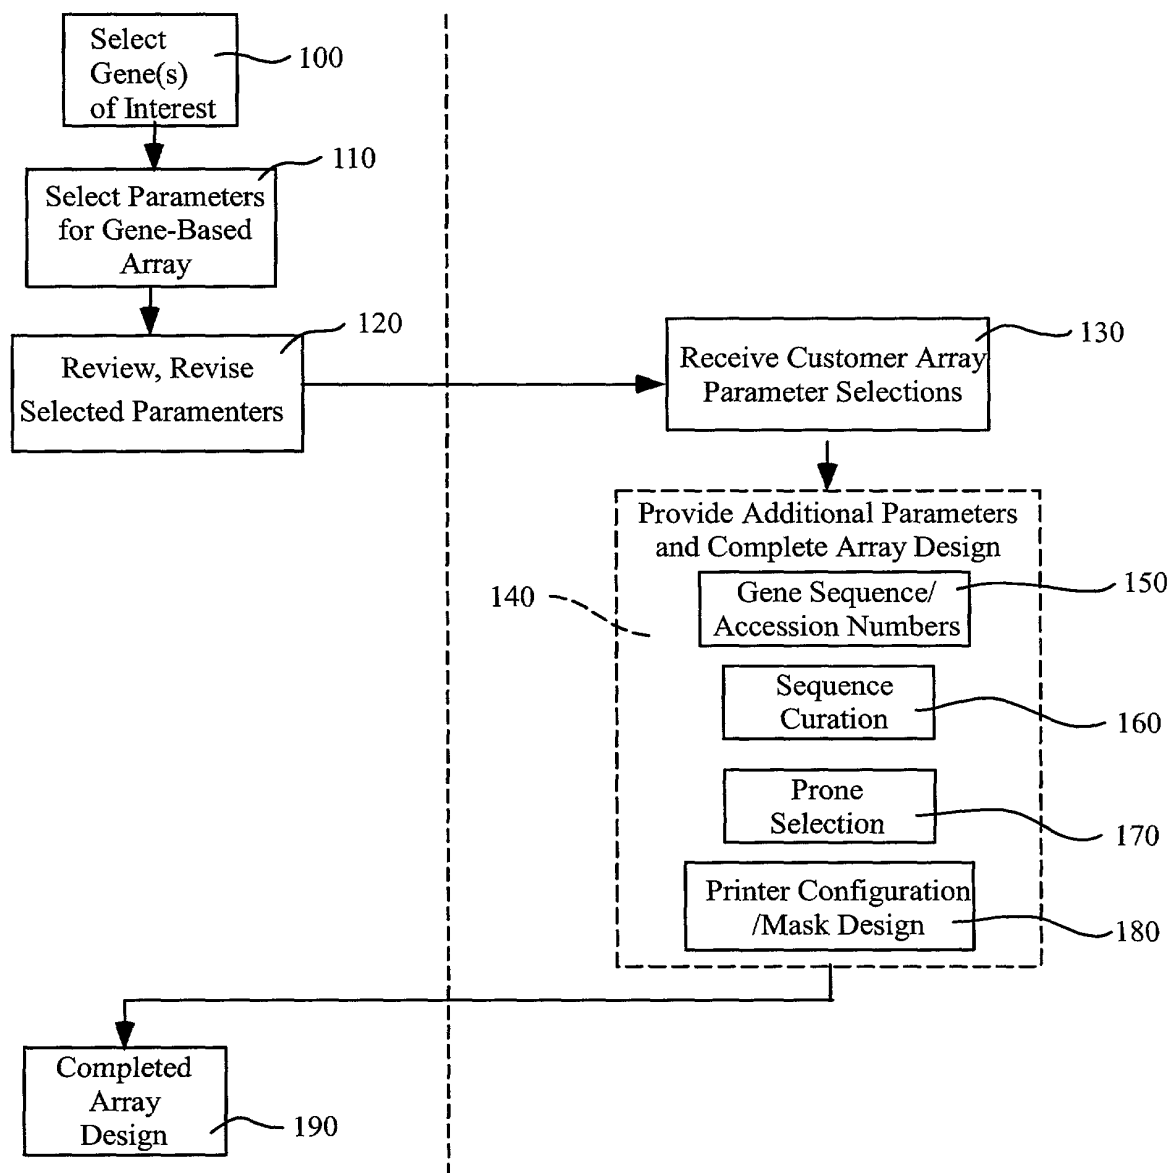 Select
Gene(s)
of Interest
100
110
Select Parameters
for Gene-Based
Array
120
Review, Revise
Selected Paramenters
130
Receive Customer Array
Parameter Selections
Provide Additional Parameters
and Complete Array Design
140
150
Gene Sequence/
Accession Numbers
Sequence
Curation
160
Prone
Selection
170
Printer Configuration
/Mask Design
180
Completed
Array
Design
190